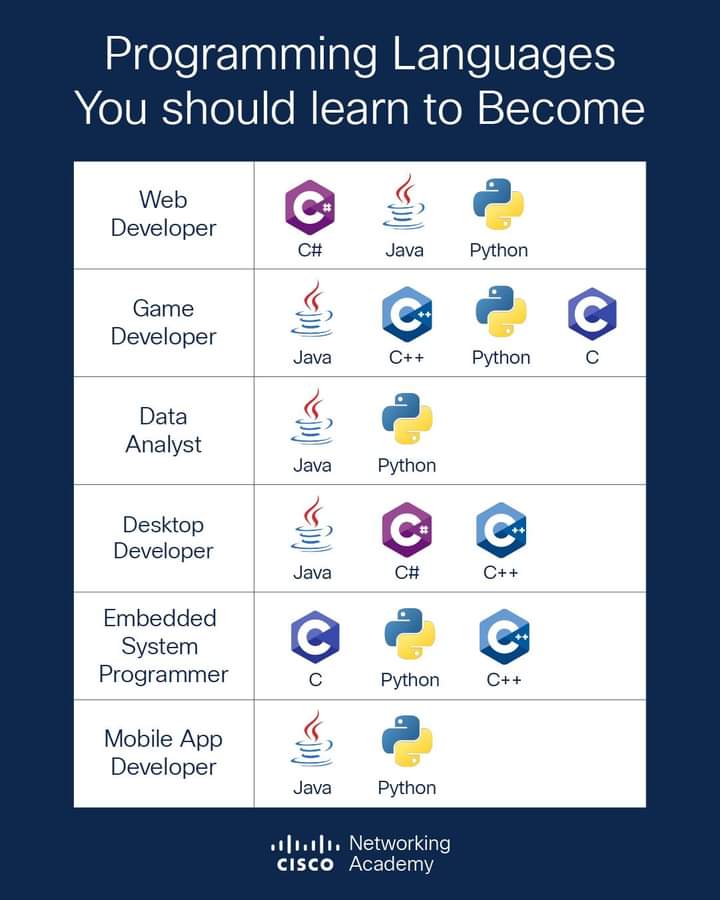 Programming Languages
You should learn to Become
Web
Developer
C#
Java
Python
Game
Developer
Java
C++
Python
C
Data
Analyst
Java
Python
Desktop
Developer
Java
C#
C++
Embedded
System
Programmer
C
Python
C++
Mobile App
Developer
Java
Python
CISCO
Networking
Academy